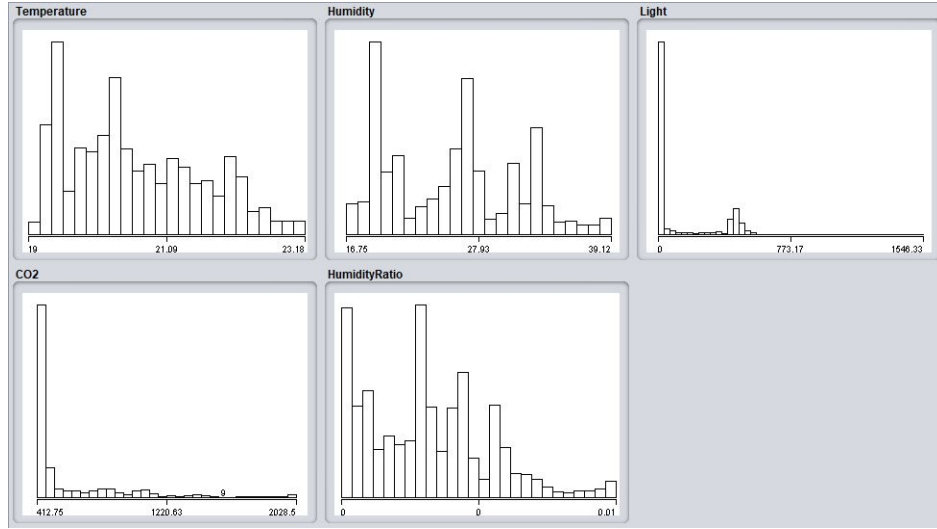 Temperature
Humidity
Light
19 21.09 23.18
16.75 27.93 39.12
0 773.17 1546.33
CO2
HumidityRatio
9
412.75 1220.63 2028.5
0 0 0.01